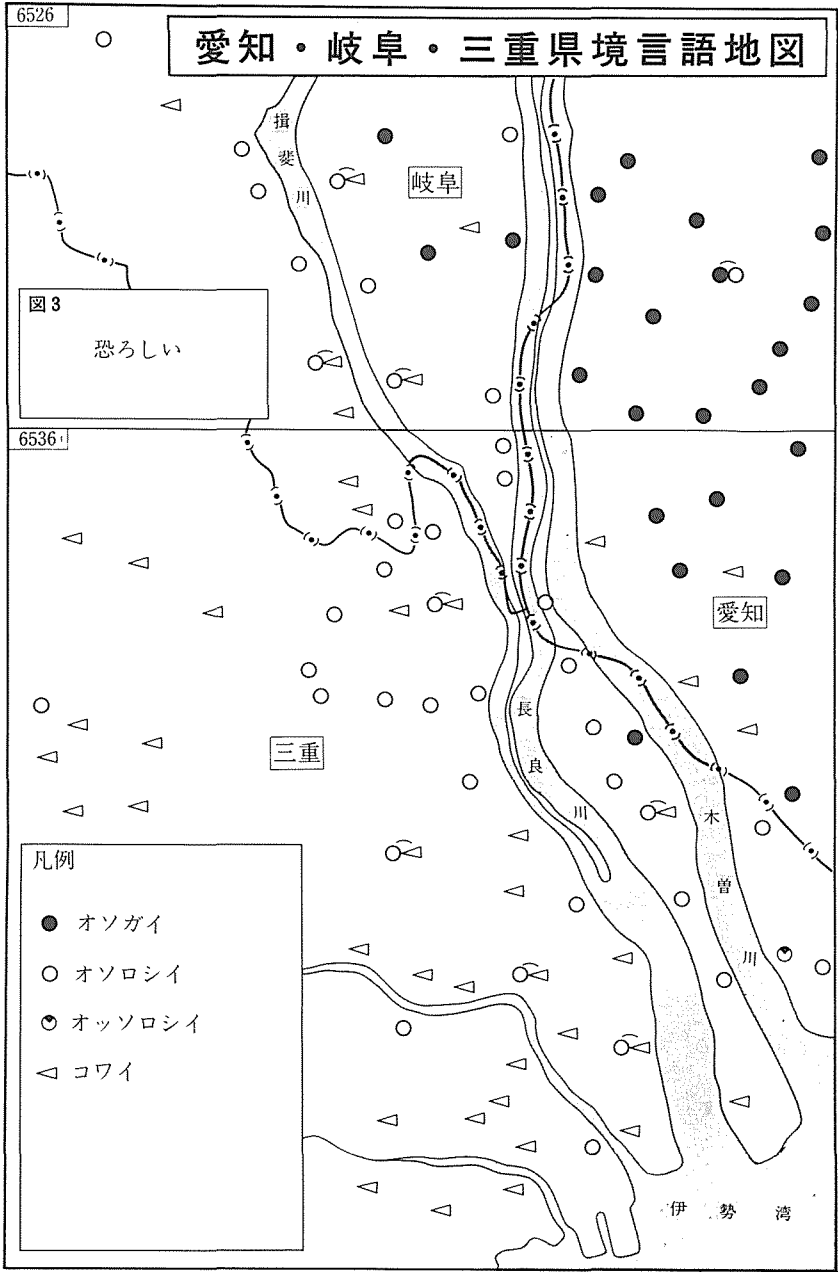 6526
愛知・岐阜・三重県境言語地図
揖斐川
岐阜
図3
恐ろしい
6536
愛知
三重
長良川
木曽川
凡例
オソガイ
オソロシイ
オッソロシイ
コワイ
伊勢湾